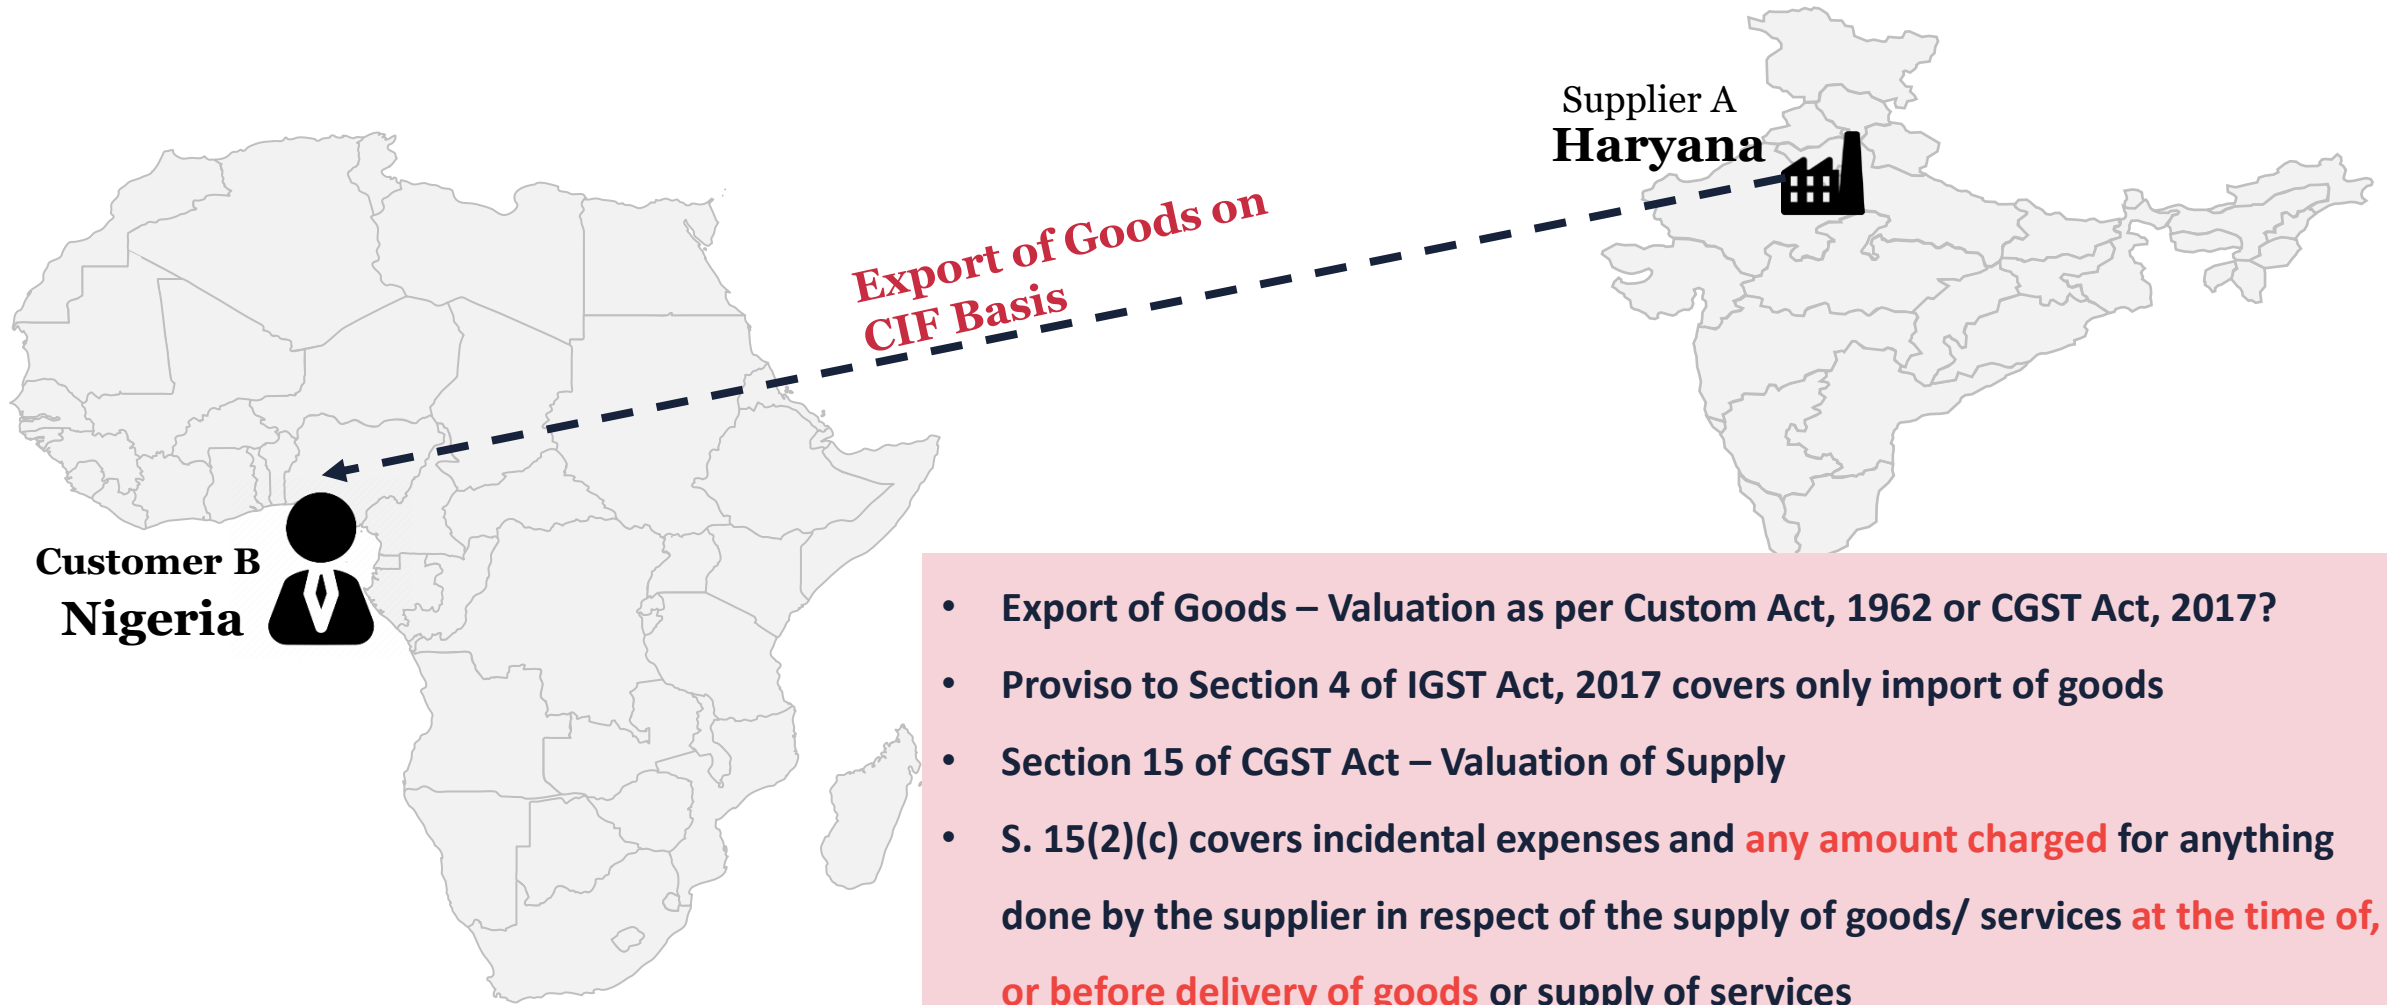 Supplier A
Haryana
Export of Goods on
CIF Basis
Customer B
Nigeria
• Export of Goods – Valuation as per Custom Act, 1962 or CGST Act, 2017?
• Proviso to Section 4 of IGST Act, 2017 covers only import of goods
• Section 15 of CGST Act – Valuation of Supply
• S. 15(2)(c) covers incidental expenses and any amount charged for anything
done by the supplier in respect of the supply of goods/ services at the time of,
or before delivery of goods or supply of services